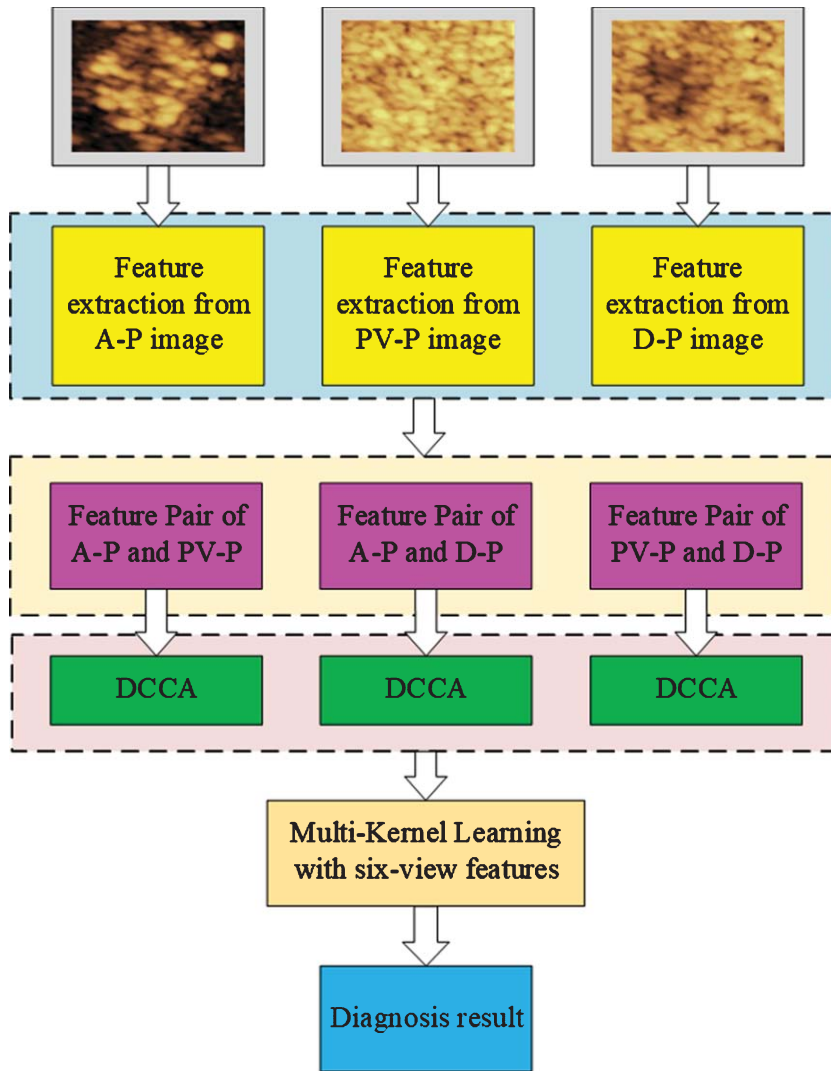 Feature
extraction from
A-P image
Feature
extraction from
PV-P image
Feature
extraction from
D-P image
Feature Pair of
A-P and PV-P
Feature Pair of
A-P and D-P
Feature Pair of
PV-P and D-P
DCCA
DCCA
DCCA
Multi-Kernel Learning
with six-view features
Diagnosis result